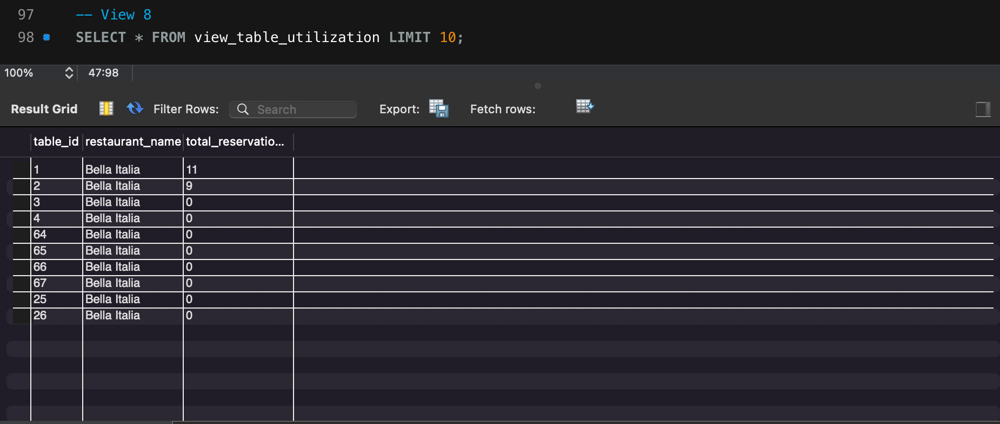 97 -- View 8
98 SELECT * FROM view_table_utilization LIMIT 10;
100% 47:98
Result Grid Filter Rows: Search Export: Fetch rows:
table_id restaurant_name total_reservatio...
1 Bella Italia 11
2 Bella Italia 9
3 Bella Italia 0
4 Bella Italia 0
64 Bella Italia 0
65 Bella Italia 0
66 Bella Italia 0
67 Bella Italia 0
25 Bella Italia 0
26 Bella Italia 0